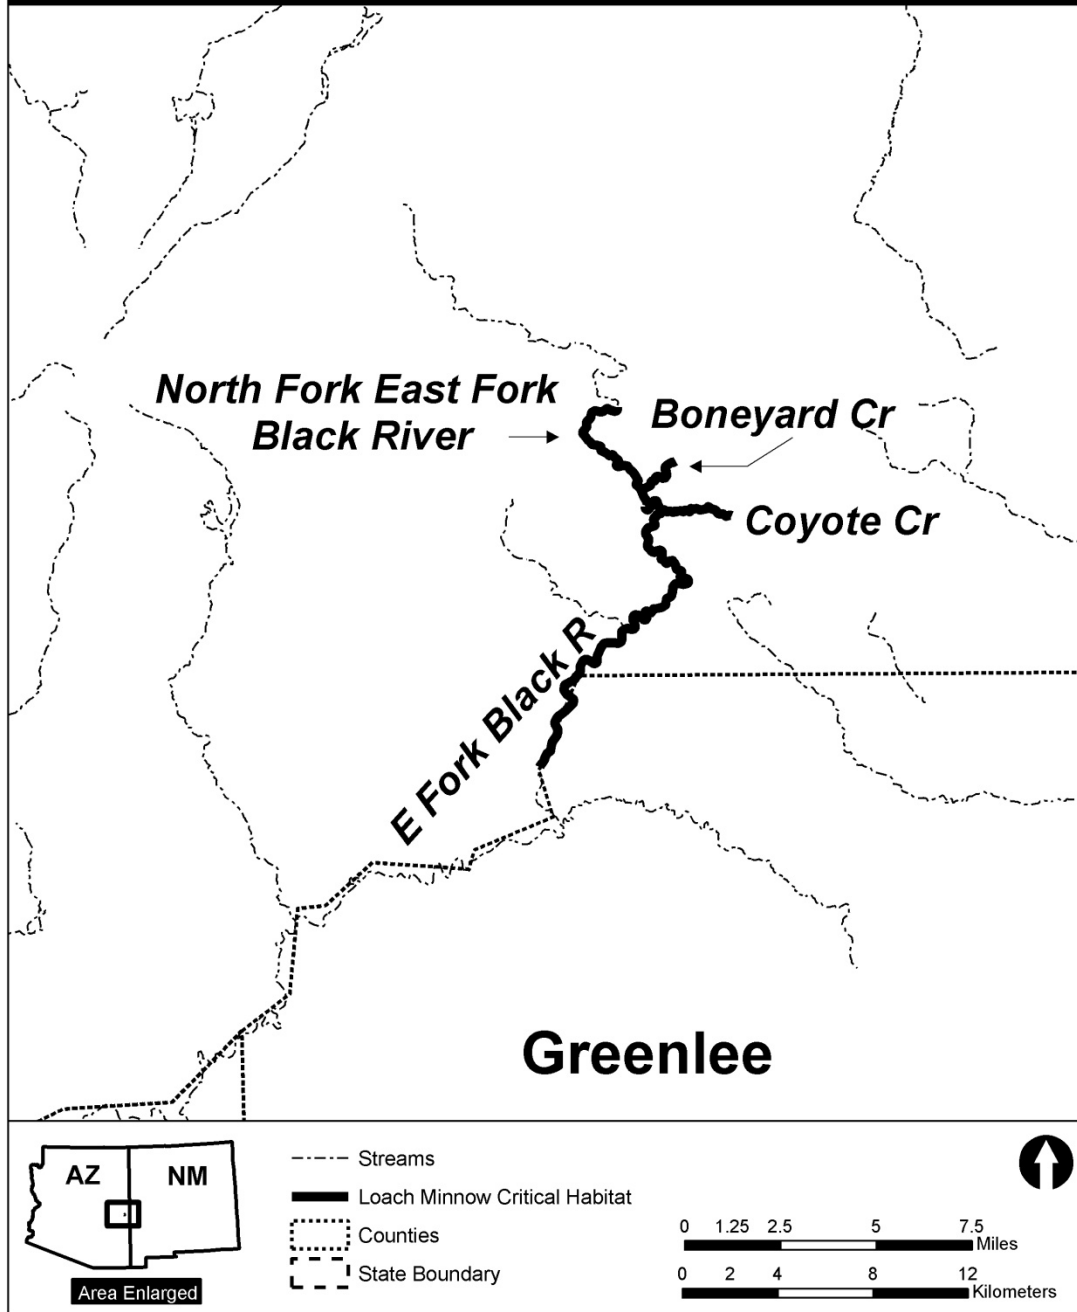 North Fork East Fork
Black River
Boneyard Cr
Coyote Cr
E Fork Black R
Greenlee
AZ
NM
Area Enlarged
Streams
Loach Minnow Critical Habitat
Counties
State Boundary
0 1.25 2.5 5 7.5
Miles
0 2 4 8 12
Kilometers